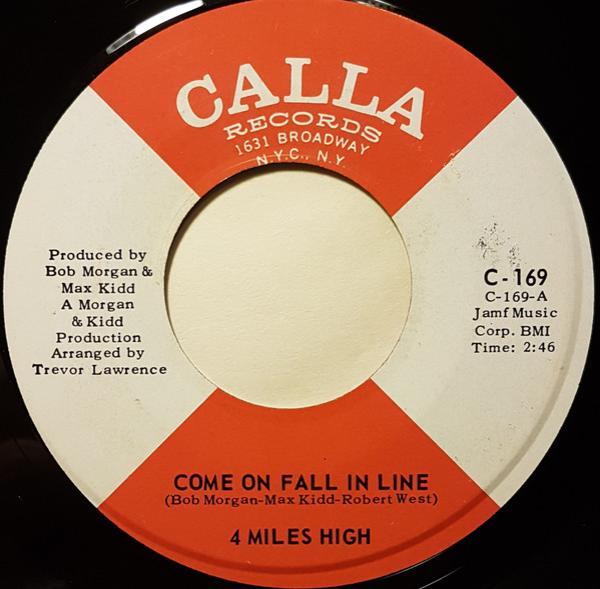 CALLA
RECORDS
1631 BROADWAY
N.Y.C., N.Y.
Produced by
Bob Morgan &
Max Kidd
A Morgan
& Kidd
Production
Arranged by
Trevor Lawrence
C-169
C-169-A
Jamf Music
Corp. BMI
Time: 2:46
COME ON FALL IN LINE
(Bob Morgan-Max Kidd-Robert West)
4 MILES HIGH